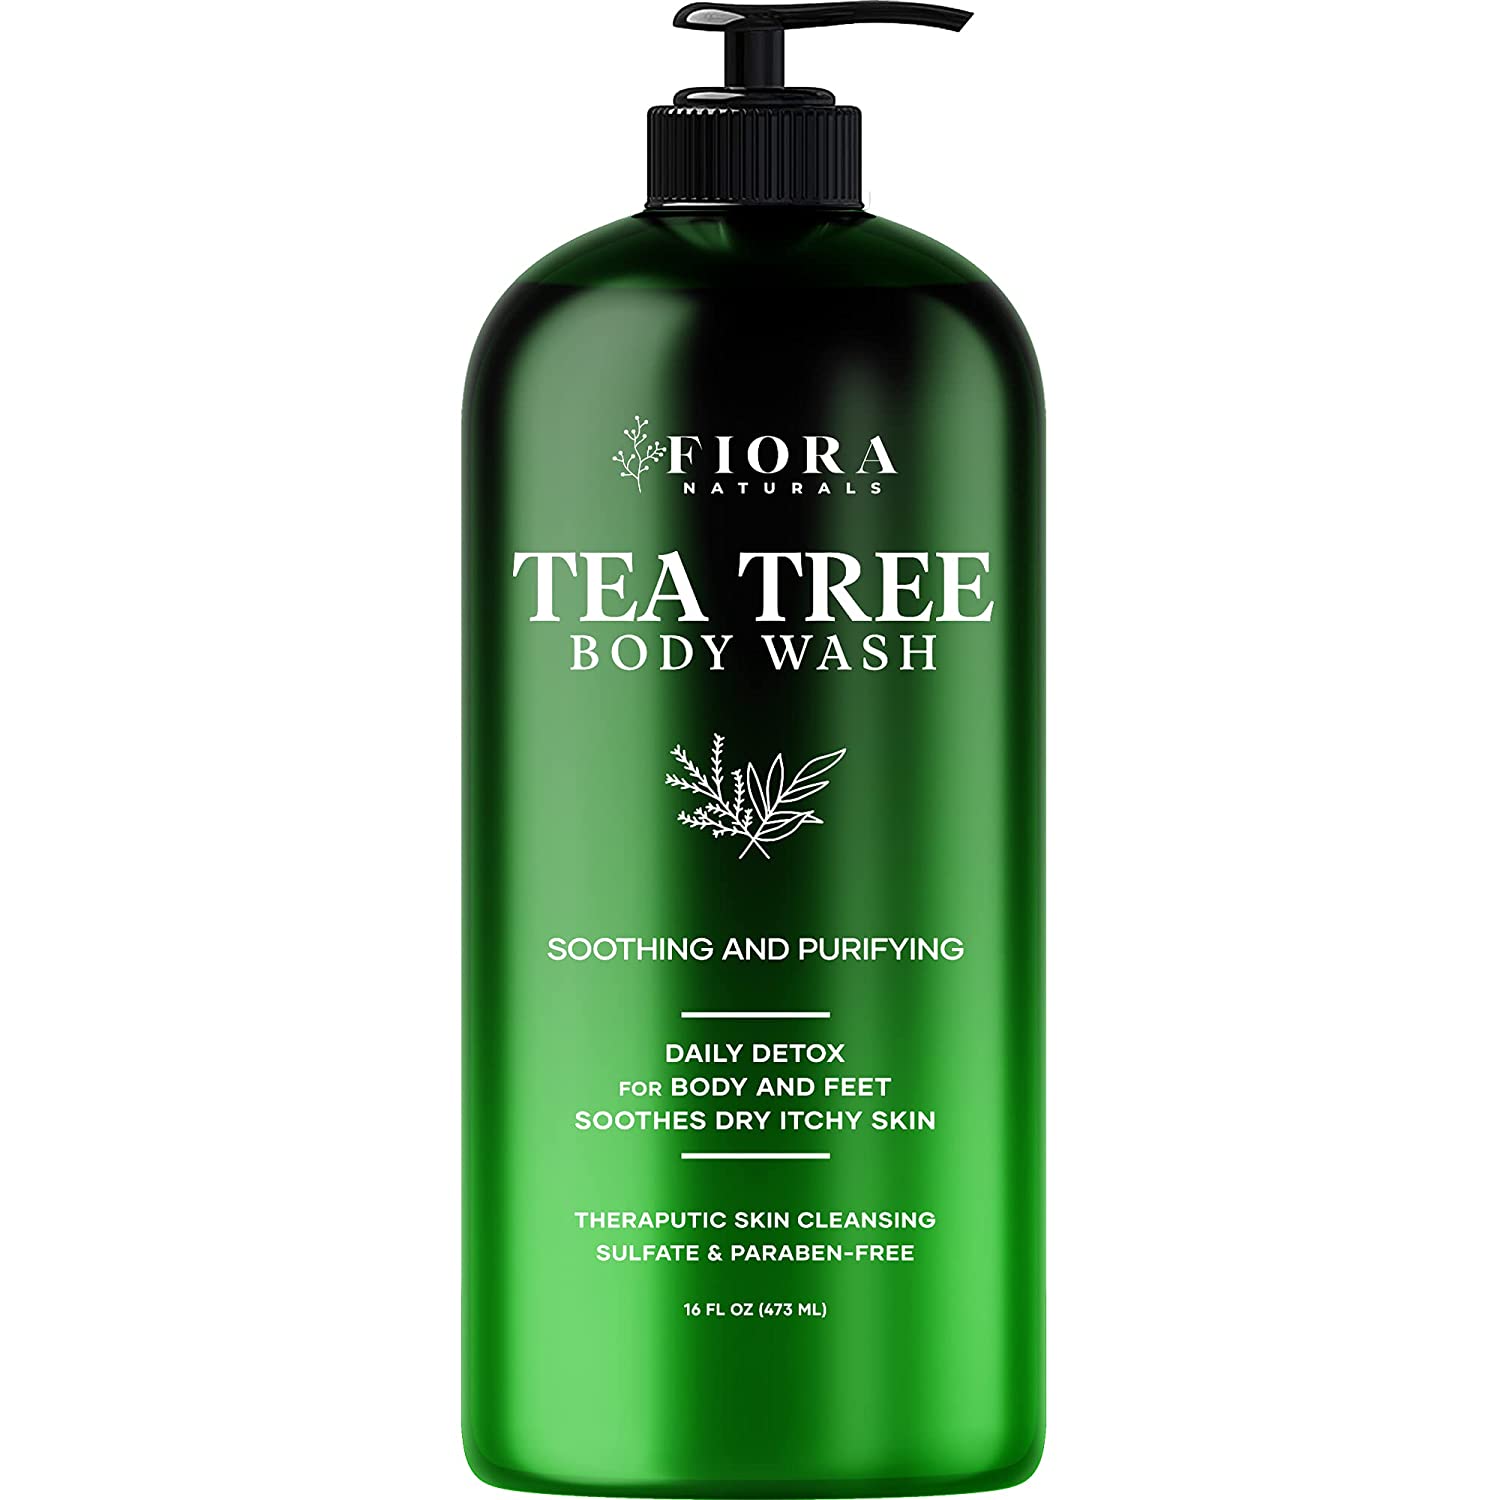 FIORA
NATURALS
TEA TREE
BODY WASH
SOOTHING AND PURIFYING
DAILY DETOX
FOR BODY AND FEET
SOOTHES DRY ITCHY SKIN
THERAPUTIC SKIN CLEANSING
SULFATE & PARABEN-FREE
16 FL OZ (473 ML)